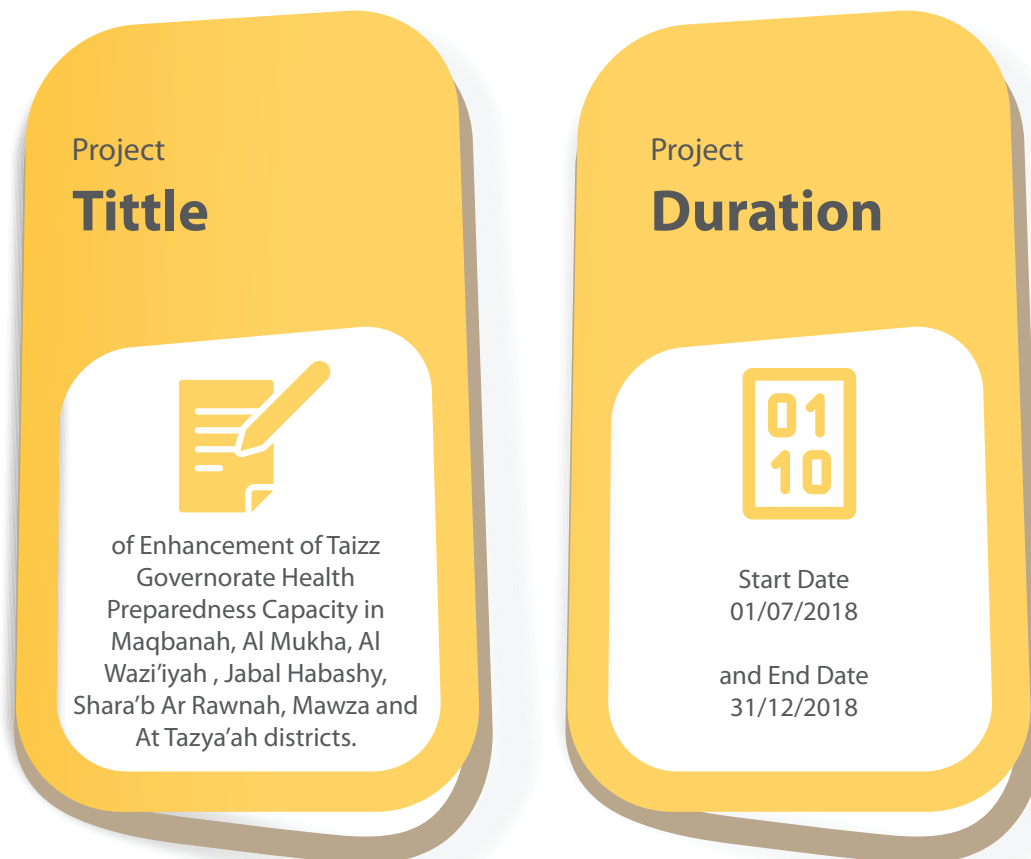 Project
Tittle
of Enhancement of Taizz
Governorate Health
Preparedness Capacity in
Maqbanah, Al Mukha, Al
Wazi’iyah , Jabal Habashy,
Shara’b Ar Rawnah, Mawza and
At Tazya’ah districts.
Project
Duration
01
10
Start Date
01/07/2018
and End Date
31/12/2018